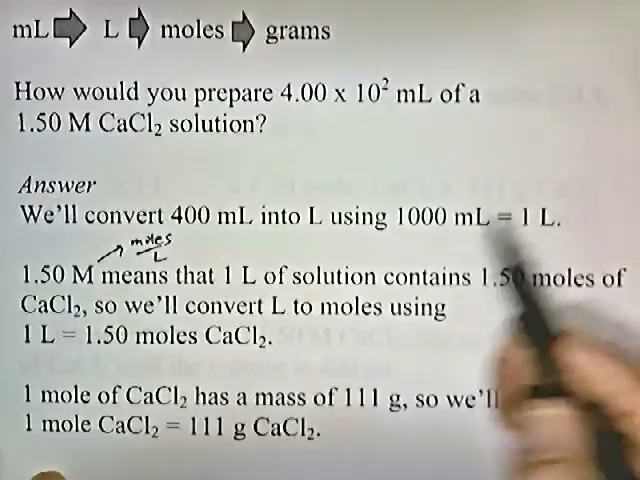 mL L moles grams
How would you prepare 4.00 x 10² mL of a
1.50 M CaCl₂ solution?
Answer
We'll convert 400 mL into L using 1000 mL = 1 L.
moles
L
1.50 M means that 1 L of solution contains 1.50 moles of
CaCl₂, so we'll convert L to moles using
1 L = 1.50 moles CaCl₂.
1 mole of CaCl₂ has a mass of 111 g, so we'll
1 mole CaCl₂ = 111 g CaCl₂.